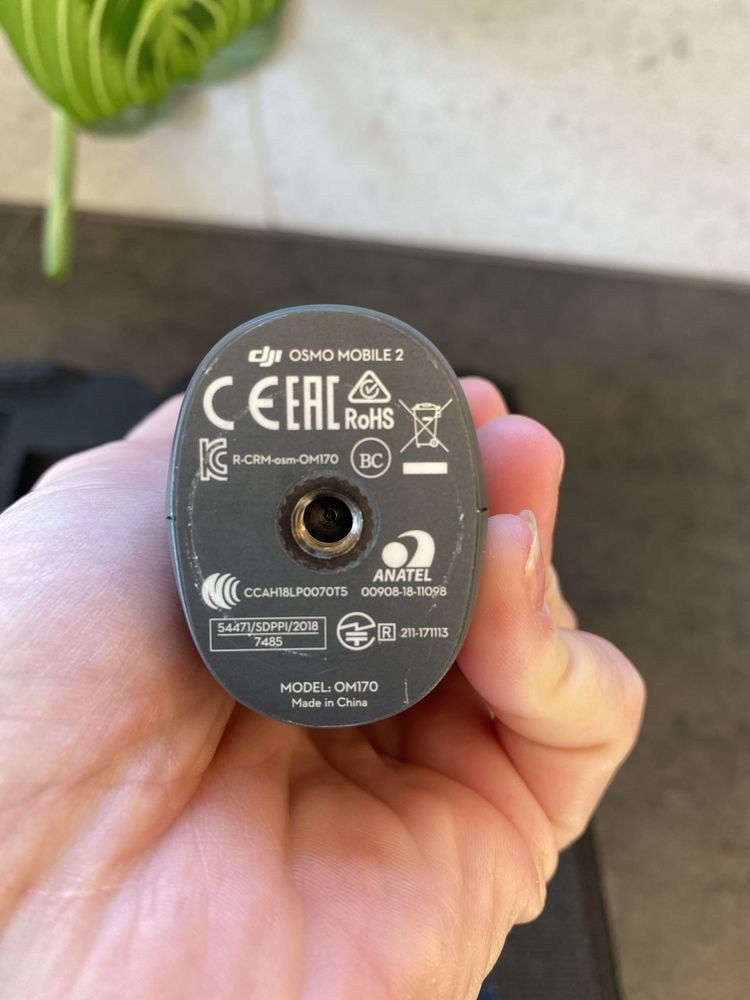 dji OSMO MOBILE 2
CE EAC RoHS
KC R-CRM-osm-OM170 BC
ANATEL
CCAH18LP0070T5 00908-18-11098
54471/SDPPI/2018
7485
R 211-171113
MODEL: OM170
Made in China